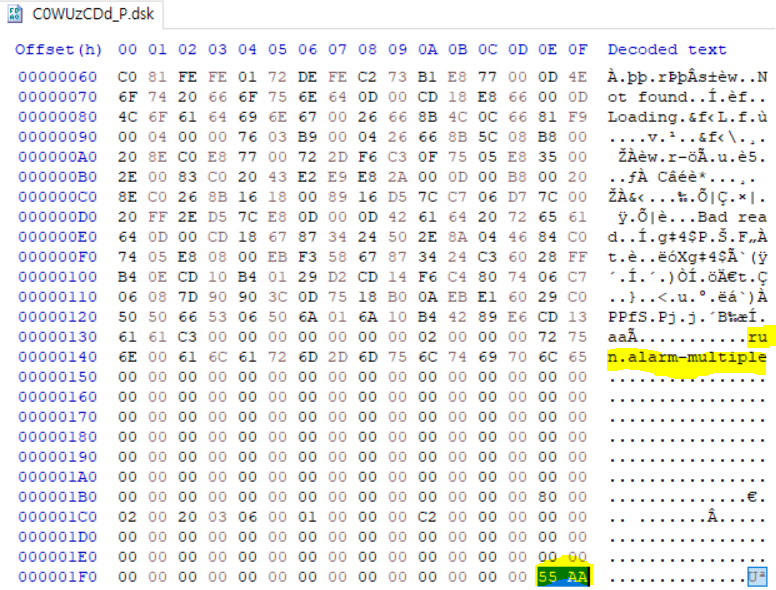 C0WUzCDd_P.dsk
Offset(h) 00 01 02 03 04 05 06 07 08 09 0A 0B 0C 0D 0E 0F Decoded text
00000060 C0 81 FE FE 01 72 DE FE C2 73 B1 E8 77 00 0D 4E À.þþ.rÞþÂs±èw..N
00000070 6F 74 20 66 6F 75 6E 64 0D 00 CD 18 E8 66 00 0D ot found..Í.èf..
00000080 4C 6F 61 64 69 6E 67 00 26 66 8B 4C 0C 66 81 F9 Loading.&f‹L.f.ù
00000090 00 04 00 00 76 03 B9 00 04 26 66 8B 5C 08 B8 00 ....v.¹..&f‹\.¸.
000000A0 20 8E C0 E8 77 00 72 2D F6 C3 0F 75 05 E8 35 00 ŽÀèw.r-öÃ.u.è5.
000000B0 2E 00 83 C0 20 43 E2 E9 E8 2A 00 0D 00 B8 00 20 ..ƒÀ Câéè*...¸.
000000C0 8E C0 26 8B 16 18 00 89 16 D5 7C C7 06 D7 7C 00 ŽÀ&‹...‰.Õ|Ç.×|.
000000D0 20 FF 2E D5 7C E8 0D 00 0D 42 61 64 20 72 65 61 ÿ.Õ|è...Bad rea
000000E0 64 0D 00 CD 18 67 87 34 24 50 2E 8A 04 46 84 C0 d..Í.g‡4$P.Š.F„À
000000F0 74 05 E8 08 00 EB F3 58 67 87 34 24 C3 60 28 FF t.è..ëóXg‡4$Ã`(ÿ
00000100 B4 0E CD 10 B4 01 29 D2 CD 14 F6 C4 80 74 06 C7 ´.Í.´.)ÒÍ.öÄ€t.Ç
00000110 06 08 7D 90 90 3C 0D 75 18 B0 0A EB E1 60 29 C0 ..}..<.u.°.ëá`)À
00000120 50 50 66 53 06 50 6A 01 6A 10 B4 42 89 E6 CD 13 PPfS.Pj.j.´B‰æÍ.
00000130 61 61 C3 00 00 00 00 00 00 00 02 00 00 00 72 75 aaÃ...........ru
00000140 6E 00 61 6C 61 72 6D 2D 6D 75 6C 74 69 70 6C 65 n.alarm-multiple
00000150 00 00 00 00 00 00 00 00 00 00 00 00 00 00 00 00 ................
00000160 00 00 00 00 00 00 00 00 00 00 00 00 00 00 00 00 ................
00000170 00 00 00 00 00 00 00 00 00 00 00 00 00 00 00 00 ................
00000180 00 00 00 00 00 00 00 00 00 00 00 00 00 00 00 00 ................
00000190 00 00 00 00 00 00 00 00 00 00 00 00 00 00 00 00 ................
000001A0 00 00 00 00 00 00 00 00 00 00 00 00 00 00 00 00 ................
000001B0 00 00 00 00 00 00 00 00 00 00 00 00 00 00 80 00 ..............€.
000001C0 02 00 20 03 06 00 01 00 00 00 C2 00 00 00 00 00 .. .......Â.....
000001D0 00 00 00 00 00 00 00 00 00 00 00 00 00 00 00 00 ................
000001E0 00 00 00 00 00 00 00 00 00 00 00 00 00 00 00 00 ................
000001F0 00 00 00 00 00 00 00 00 00 00 00 00 00 00 55 AA ..............Uª